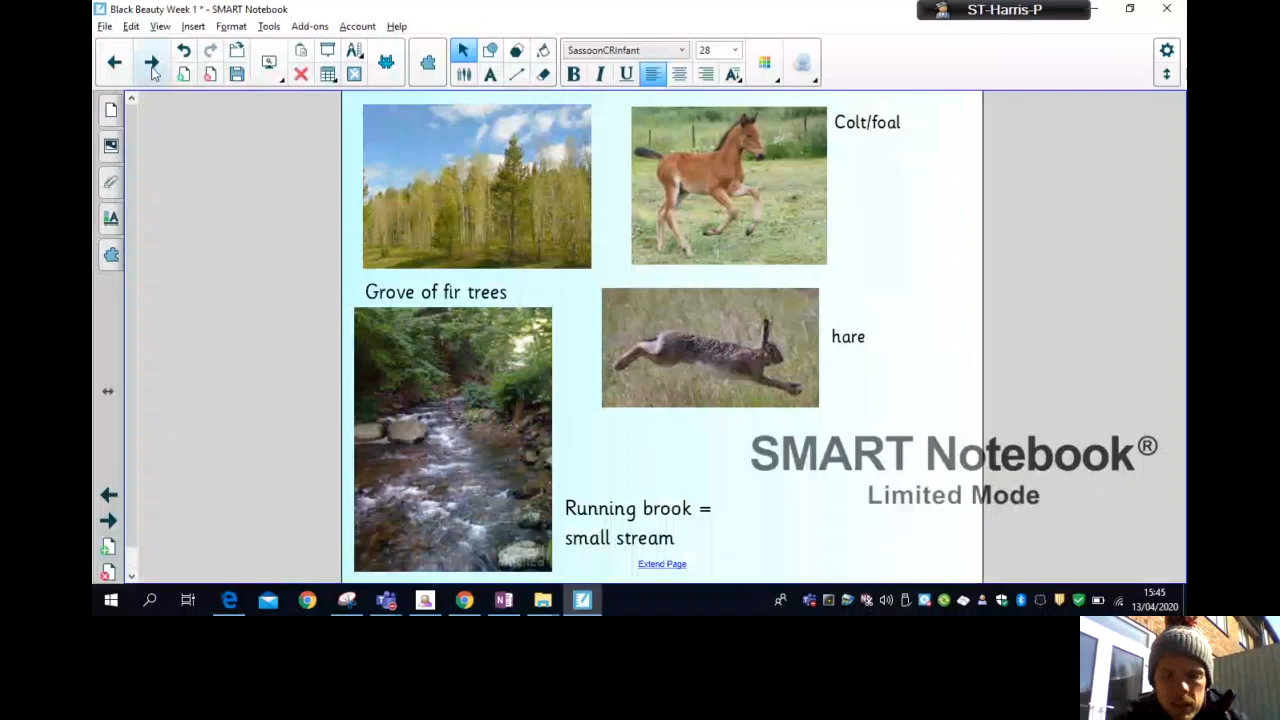 Black Beauty Week 1 * - SMART Notebook
ST-Harris-P
File Edit View Insert Format Tools Add-ons Account Help
SassoonCRInfant 28
B I U A
Colt/foal
Grove of fir trees
hare
SMART Notebook®
Limited Mode
Running brook =
small stream
Extend Page
15:45
13/04/2020